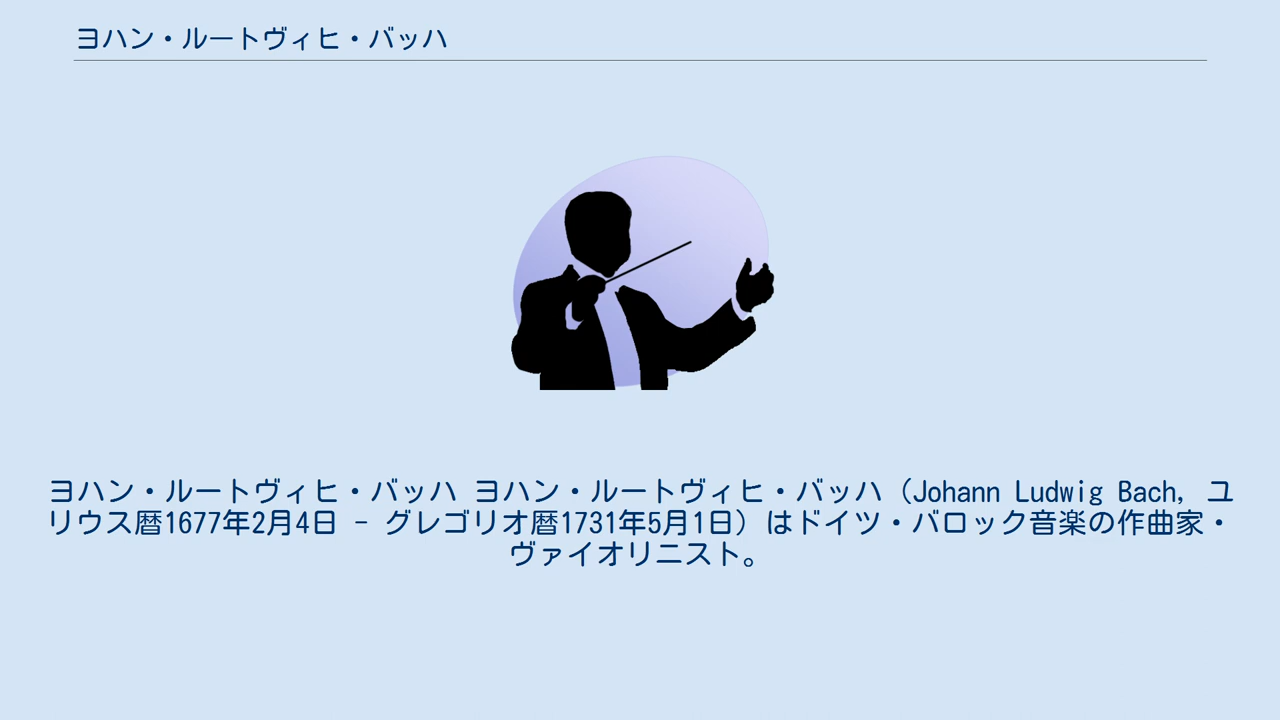 ヨハン・ルートヴィヒ・バッハ
ヨハン・ルートヴィヒ・バッハ ヨハン・ルートヴィヒ・バッハ（Johann Ludwig Bach, ユ
リウス暦1677年2月4日 - グレゴリオ暦1731年5月1日）はドイツ・バロック音楽の作曲家・
ヴァイオリニスト。